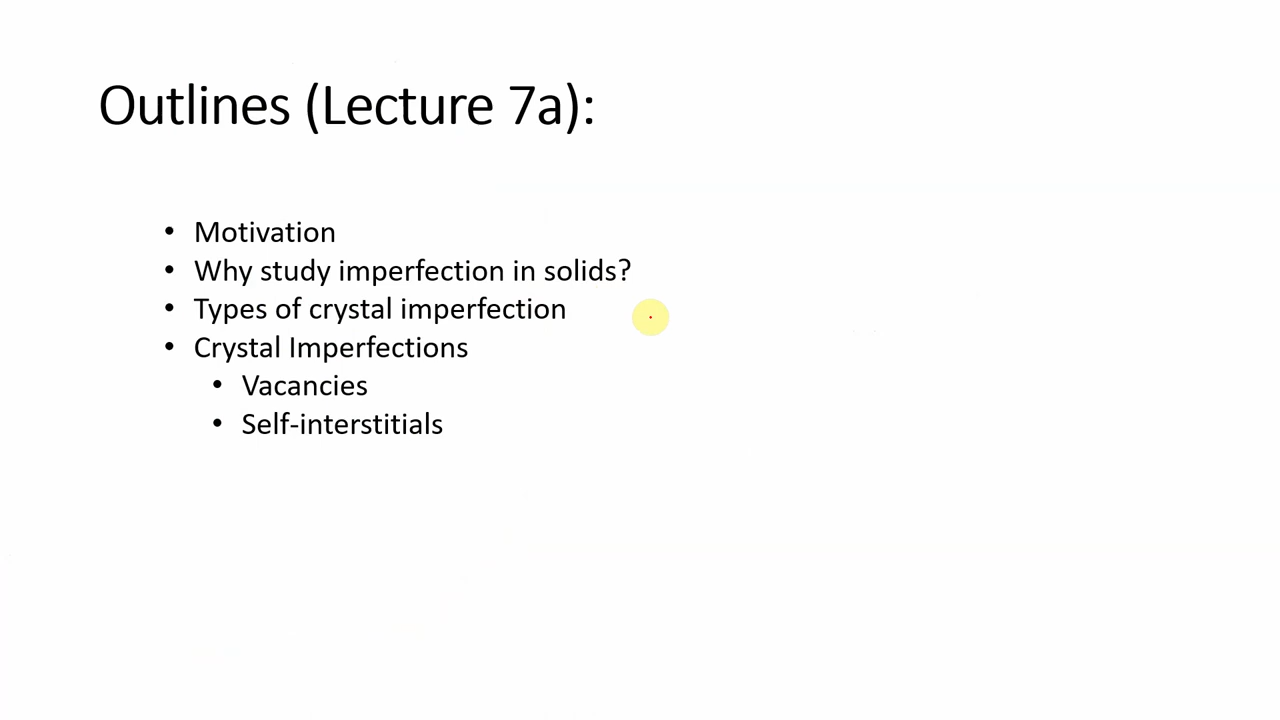 Outlines (Lecture 7a):
• Motivation
• Why study imperfection in solids?
• Types of crystal imperfection
• Crystal Imperfections
• Vacancies
• Self-interstitials